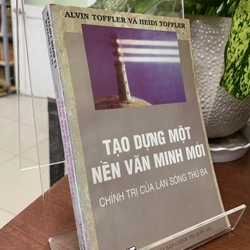 ALVIN TOFFLER VÀ HEIDI TOFFLER
TẠO DỰNG MỘT
NỀN VĂN MINH MỚI
CHÍNH TRỊ CỦA LÀN SÓNG THỨ BA